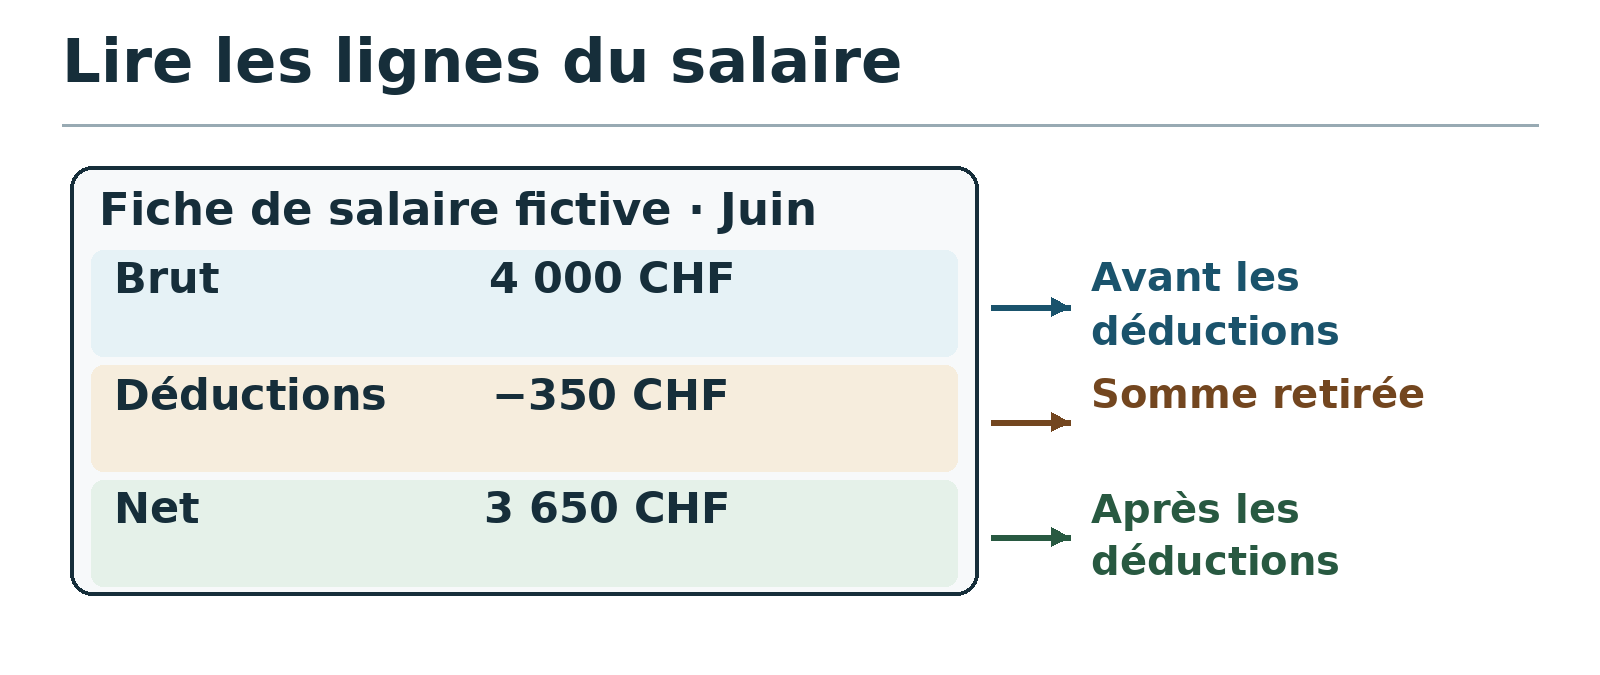 Lire les lignes du salaire
Fiche de salaire fictive · Juin
Brut 4 000 CHF
Avant les
déductions
Déductions −350 CHF
Somme retirée
Net 3 650 CHF
Après les
déductions